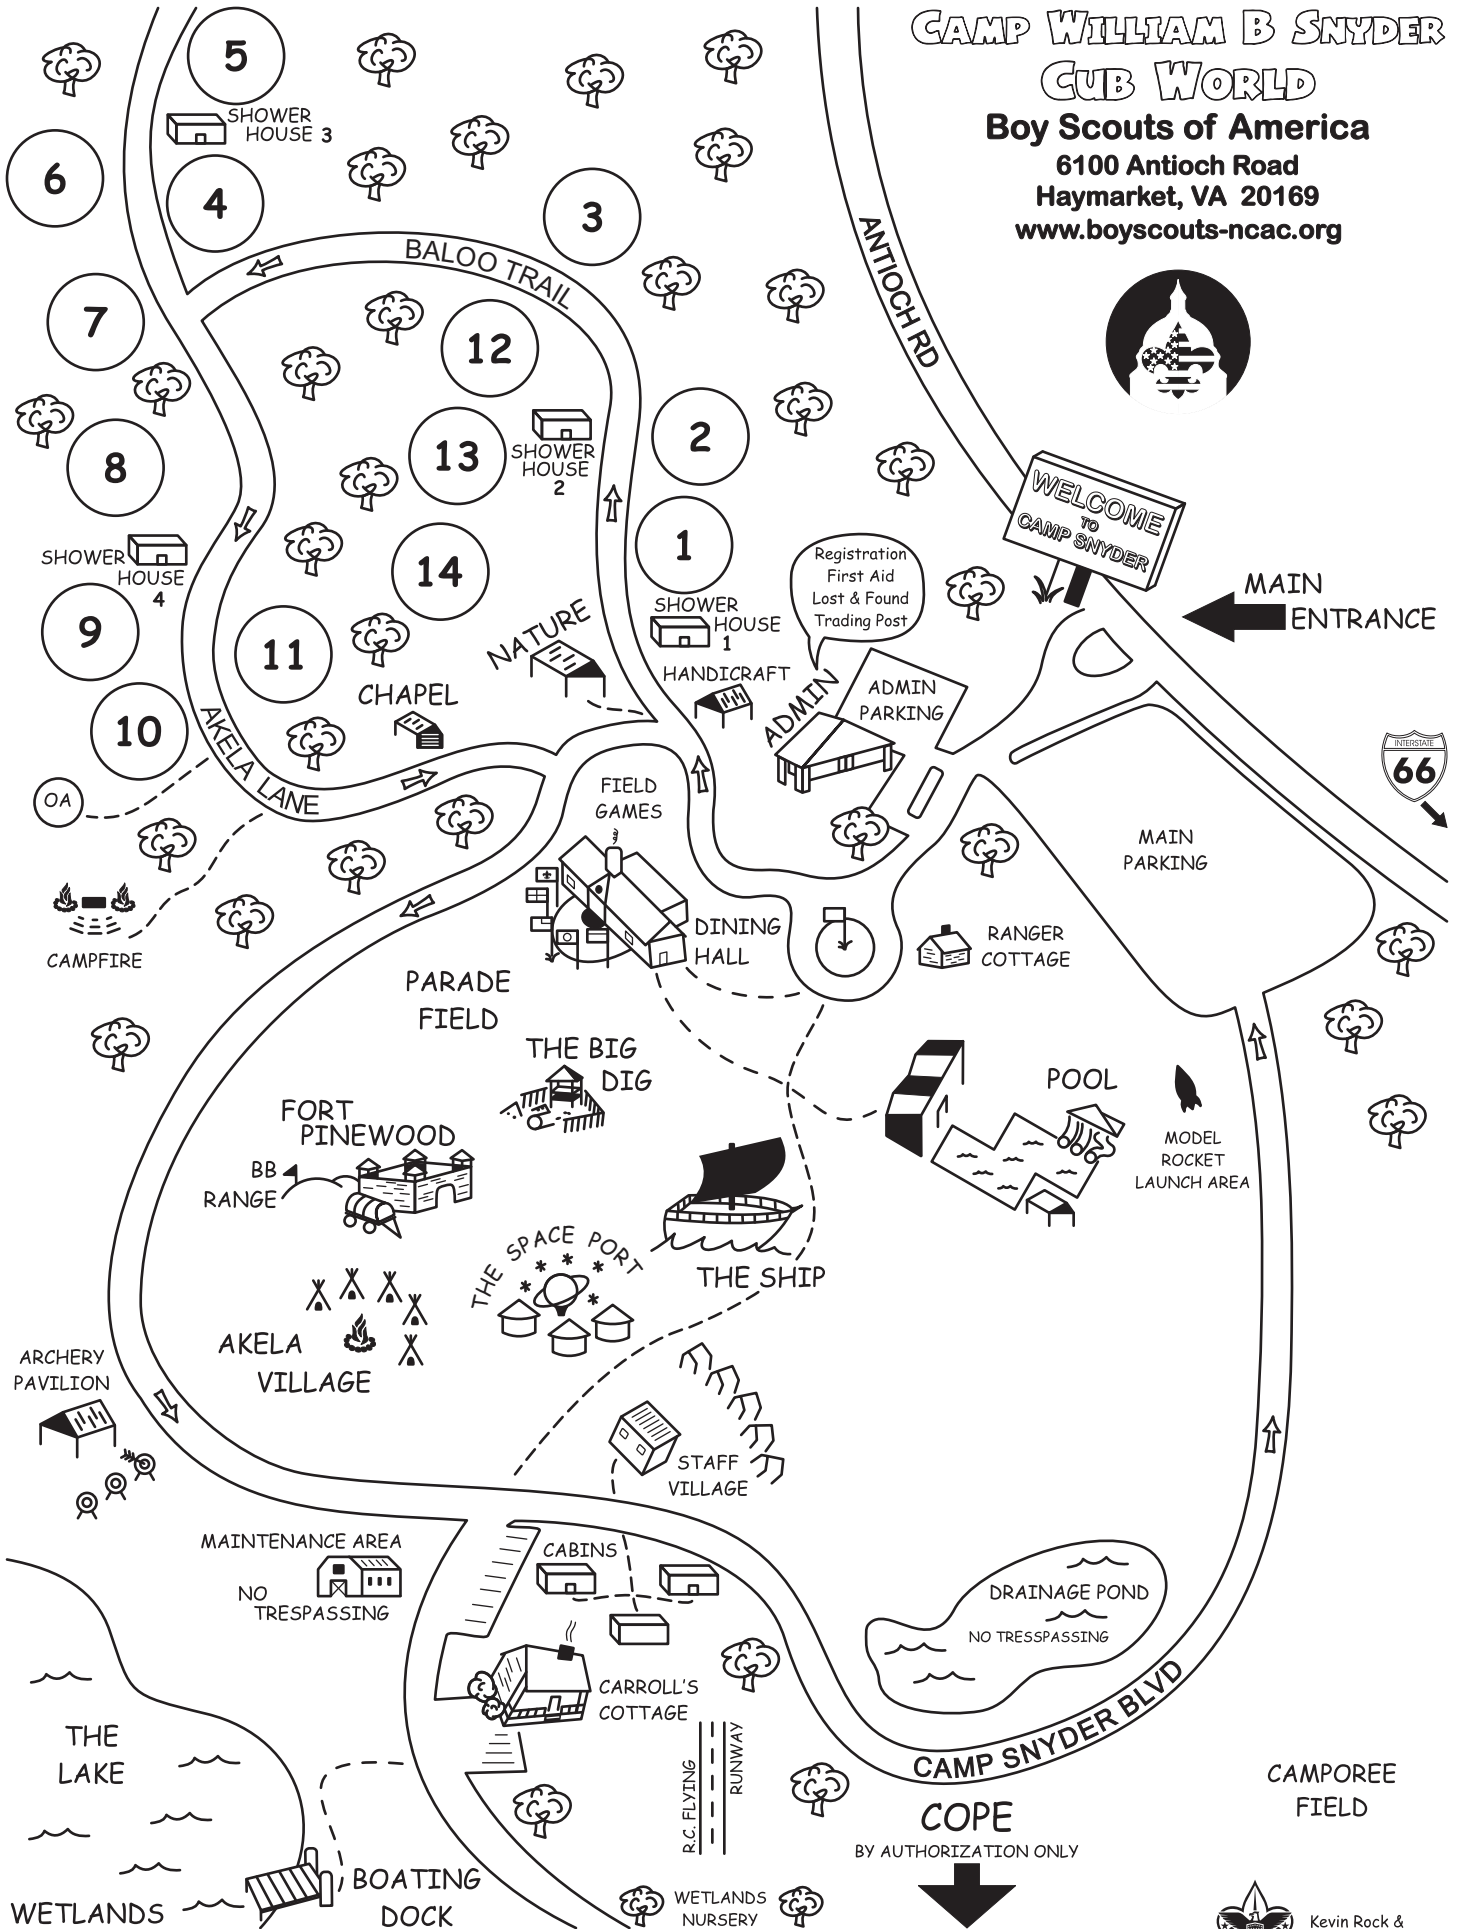 CAMP WILLIAM B SNYDER
CUB WORLD
Boy Scouts of America
6100 Antioch Road
Haymarket, VA 20169
www.boyscouts-ncac.org
5
SHOWER
HOUSE 3
6
4
3
BALOO TRAIL
ANTIOCH RD
7
12
2
8
13
SHOWER
HOUSE
2
WELCOME
TO
CAMP SNYDER
1
14
SHOWER
HOUSE
4
Registration
First Aid
Lost & Found
Trading Post
MAIN
ENTRANCE
9
11
NATURE
SHOWER
HOUSE
1
HANDICRAFT
CHAPEL
ADMIN
ADMIN
PARKING
10
AKELA LANE
OA
FIELD
GAMES
INTERSTATE
66
MAIN
PARKING
CAMPFIRE
DINING
HALL
RANGER
COTTAGE
PARADE
FIELD
THE BIG
DIG
POOL
FORT
PINEWOOD
BB
RANGE
MODEL
ROCKET
LAUNCH AREA
THE SPACE PORT
THE SHIP
AKELA
VILLAGE
ARCHERY
PAVILION
STAFF
VILLAGE
MAINTENANCE AREA
NO
TRESPASSING
CABINS
DRAINAGE POND
NO TRESSPASSING
CARROLL'S
COTTAGE
CAMP SNYDER BLVD
THE
LAKE
R.C. FLYING
RUNWAY
CAMPOREE
FIELD
COPE
BY AUTHORIZATION ONLY
BOATING
DOCK
WETLANDS
WETLANDS
NURSERY
Kevin Rock &